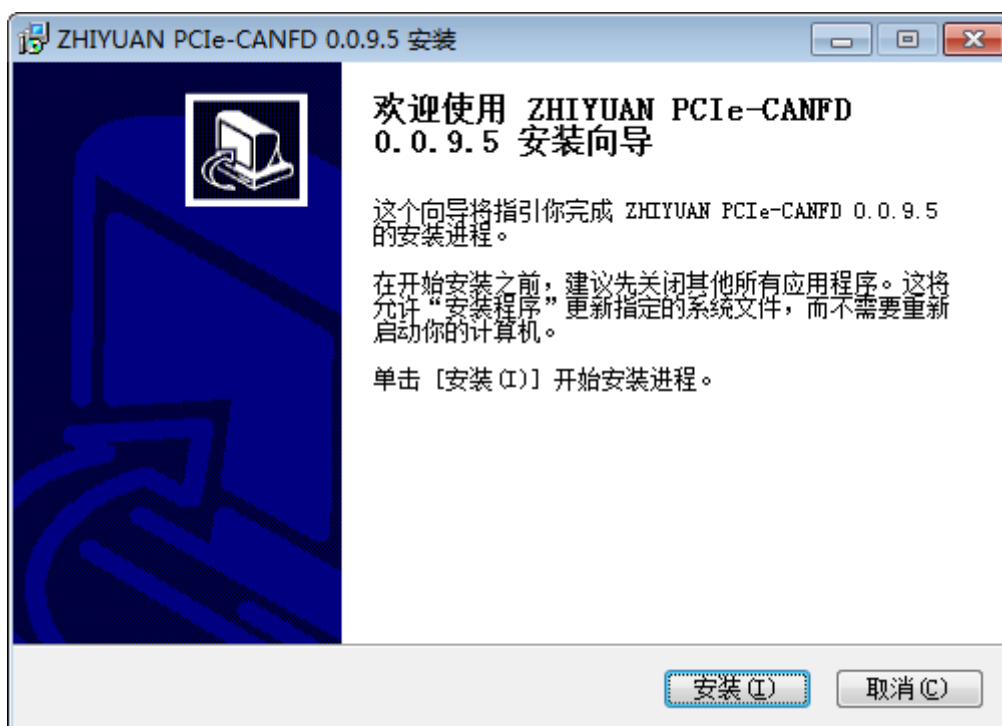 ZHIYUAN PCIe-CANFD 0.0.9.5 安装
欢迎使用 ZHIYUAN PCIe-CANFD
0.0.9.5 安装向导
这个向导将指引你完成 ZHIYUAN PCIe-CANFD 0.0.9.5
的安装进程。
在开始安装之前，建议先关闭其他所有应用程序。这将
允许“安装程序”更新指定的系统文件，而不需要重新
启动你的计算机。
单击 [安装(I)] 开始安装进程。
安装(I)
取消(C)